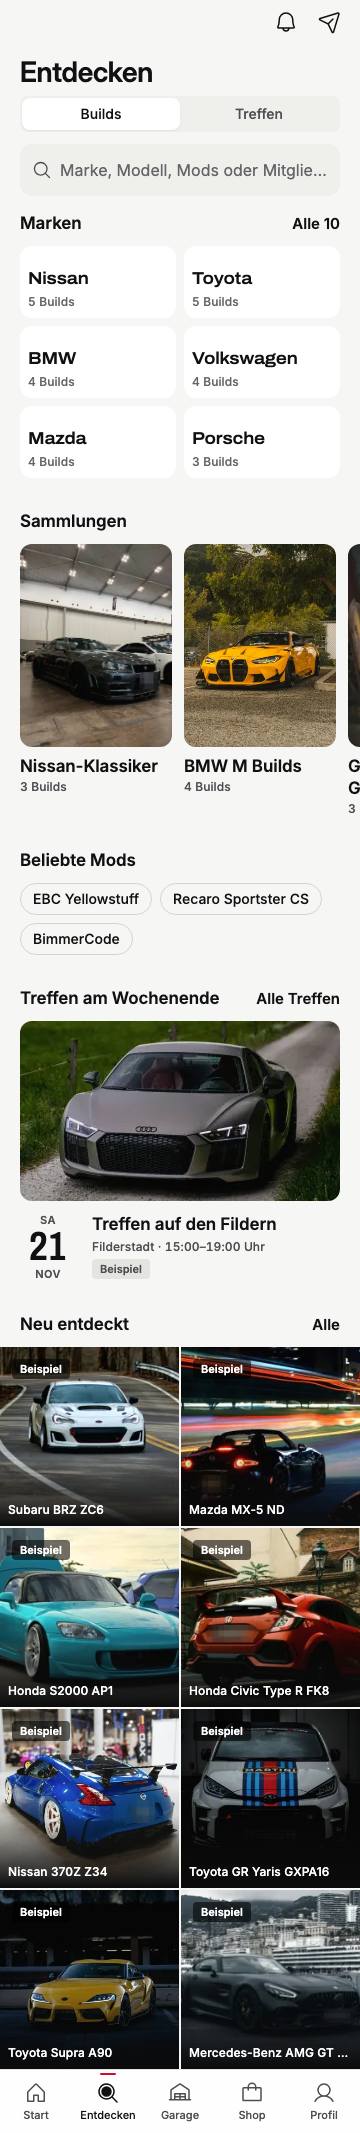 Entdecken
Builds
Treffen
Marke, Modell, Mods oder Mitglie...
Marken
Alle 10
Nissan
5 Builds
Toyota
5 Builds
BMW
4 Builds
Volkswagen
4 Builds
Mazda
4 Builds
Porsche
3 Builds
Sammlungen
Nissan-Klassiker
3 Builds
BMW M Builds
4 Builds
G
G
3
Beliebte Mods
EBC Yellowstuff
Recaro Sportster CS
BimmerCode
Treffen am Wochenende
Alle Treffen
SA
21
NOV
Treffen auf den Fildern
Filderstadt · 15:00–19:00 Uhr
Beispiel
Neu entdeckt
Alle
Beispiel
Subaru BRZ ZC6
Beispiel
Mazda MX-5 ND
Beispiel
Honda S2000 AP1
Beispiel
Honda Civic Type R FK8
Beispiel
Nissan 370Z Z34
Beispiel
MARTINI
Toyota GR Yaris GXPA16
Beispiel
Toyota Supra A90
Beispiel
Mercedes-Benz AMG GT ...
Start
Entdecken
Garage
Shop
Profil